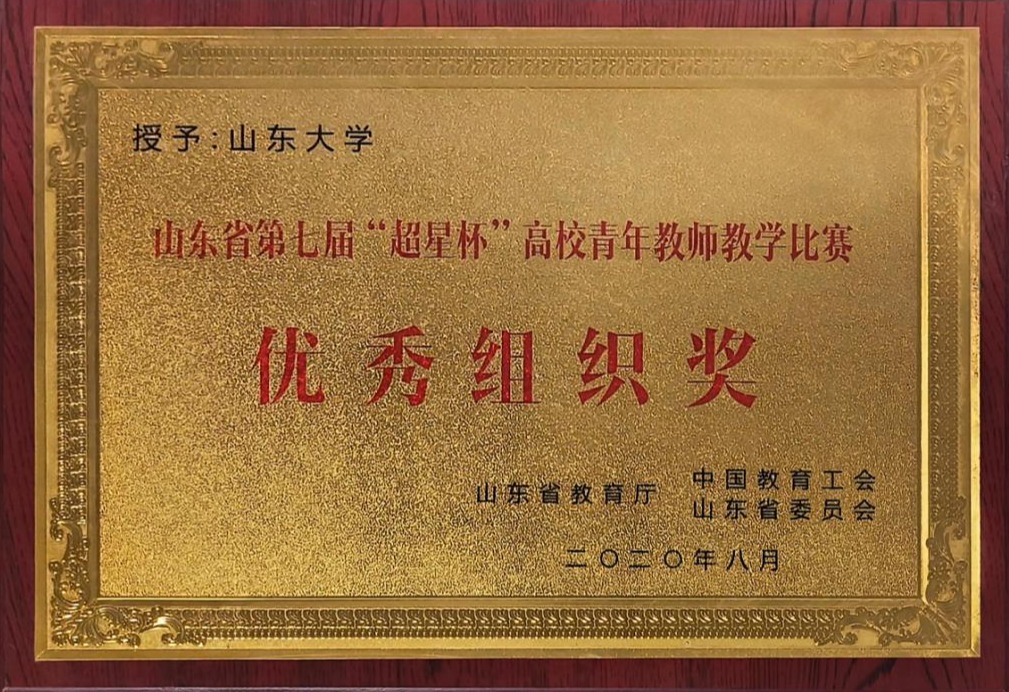 授予:山东大学
山东省第七届“超星杯”高校青年教师教学比赛
优秀组织奖
山东省教育厅
中国教育工会
山东省委员会
二〇二〇年八月